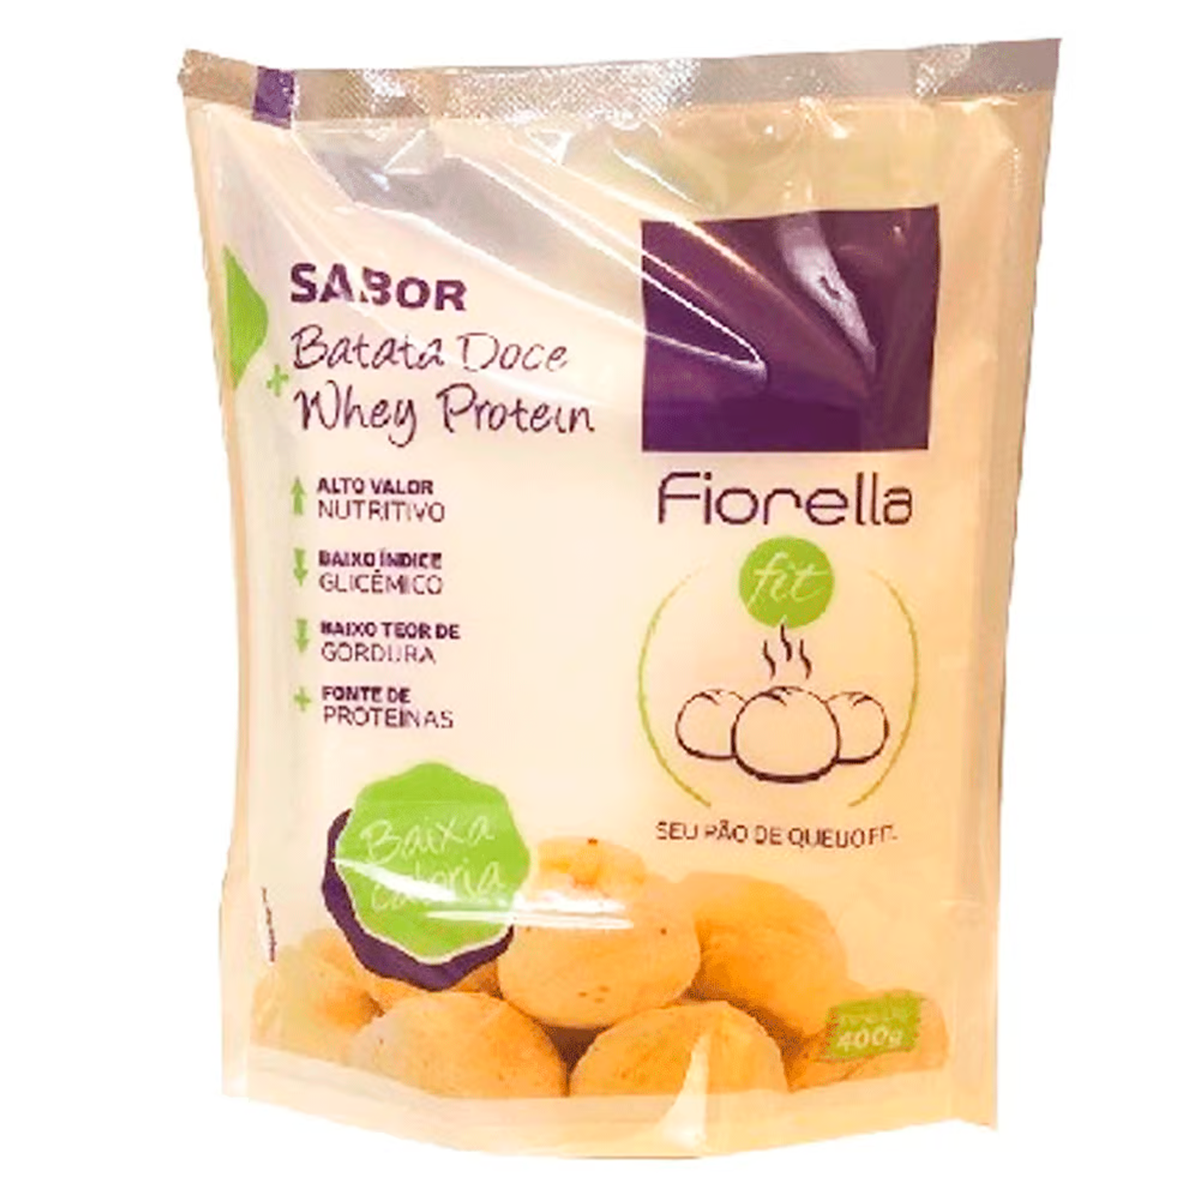 SABOR
Batata Doce
+ Whey Protein
ALTO VALOR
NUTRITIVO
BAIXO ÍNDICE
GLICÊMICO
BAIXO TEOR DE
GORDURA
FONTE DE
PROTEÍNAS
Baixa
caloria
Fiorella
fit
SEU PÃO DE QUEIJO FIT
400g